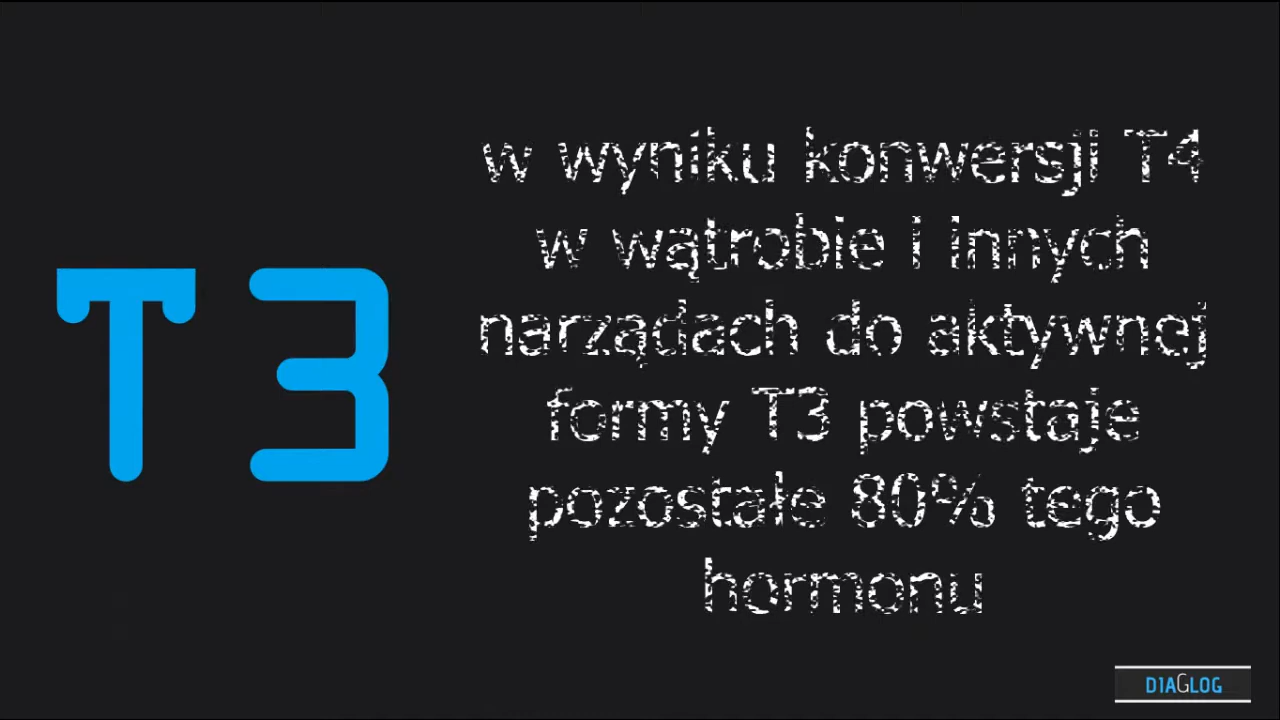 T3
w wyniku konwersji T4
w wątrobie i innych
narządach do aktywnej
formy T3 powstaje
pozostałe 80% tego
hormonu
DIAGLOG